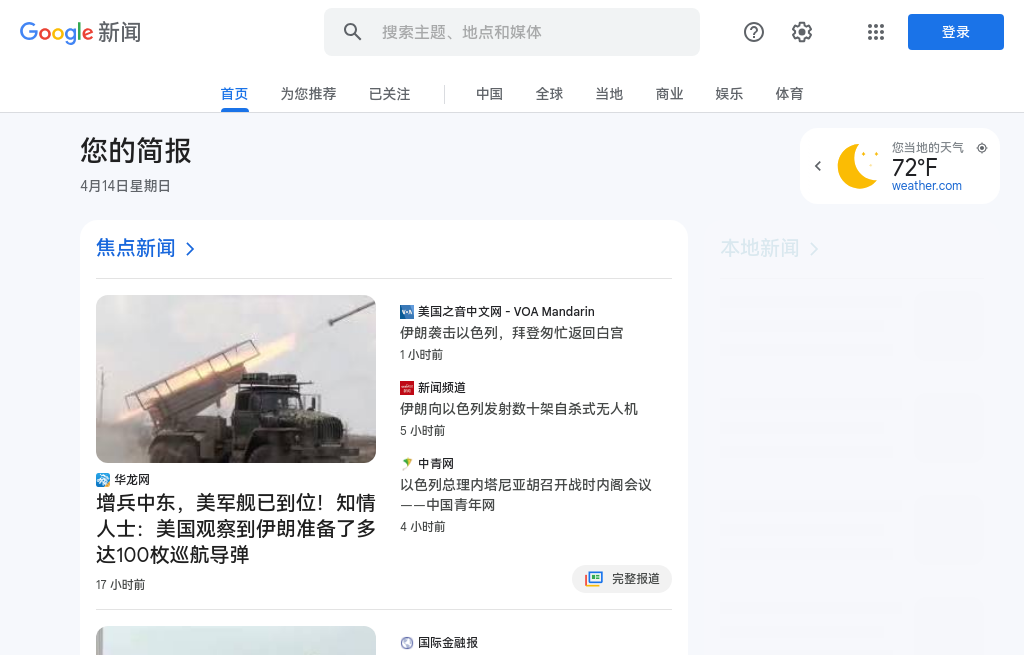 Google 新闻
搜索主题、地点和媒体
登录
首页
为您推荐
已关注
中国
全球
当地
商业
娱乐
体育
您的简报
4月14日星期日
您当地的天气
72°F
weather.com
焦点新闻
本地新闻
华龙网
增兵中东，美军舰已到位！知情
人士：美国观察到伊朗准备了多
达100枚巡航导弹
17 小时前
美国之音中文网 - VOA Mandarin
伊朗袭击以色列，拜登匆忙返回白宫
1 小时前
新闻频道
伊朗向以色列发射数十架自杀式无人机
5 小时前
中青网
以色列总理内塔尼亚胡召开战时内阁会议
——中国青年网
4 小时前
完整报道
国际金融报